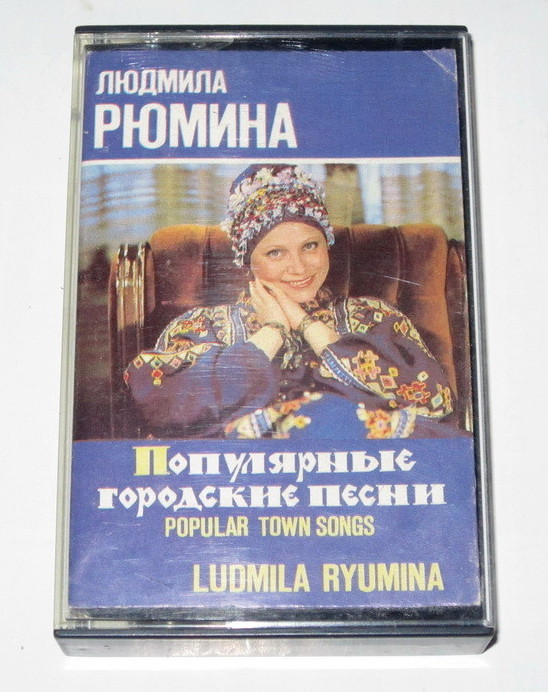 ЛЮДМИЛА
РЮМИНА
Популярные
городские песни
POPULAR TOWN SONGS
LUDMILA RYUMINA